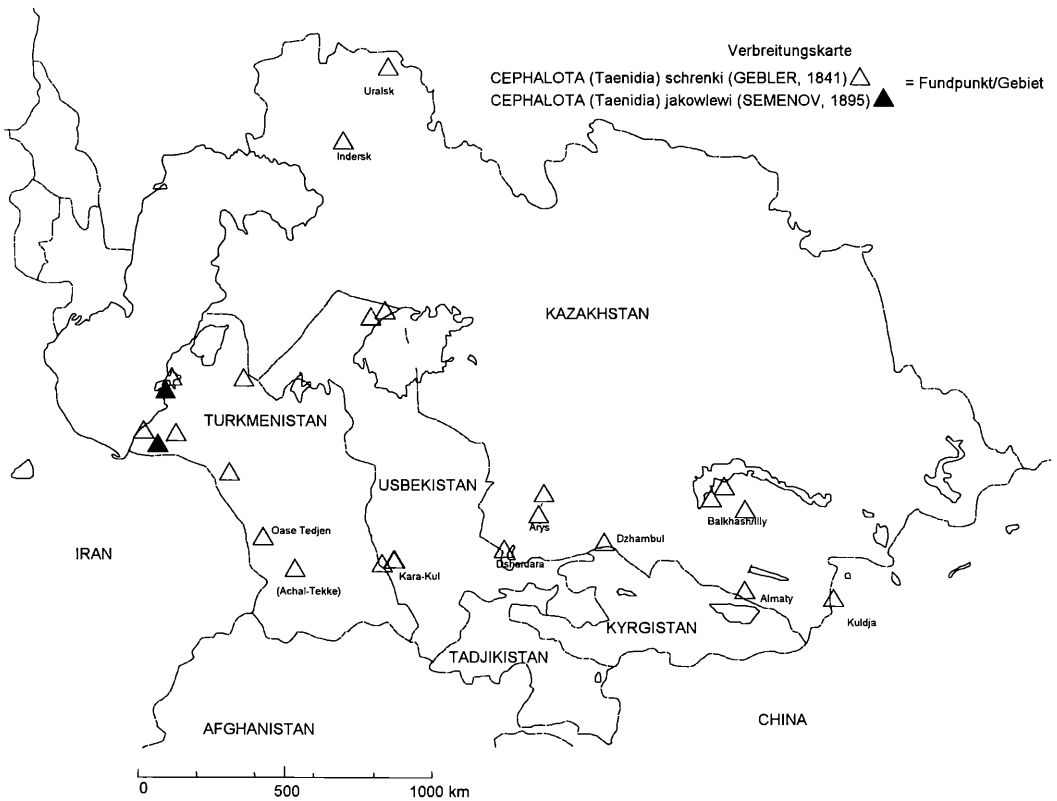 Verbreitungskarte
CEPHALOTA (Taenidia) schrenki (GEBLER, 1841)
= Fundpunkt/Gebiet
CEPHALOTA (Taenidia) jakowlewi (SEMENOV, 1895)
Uralsk
Indersk
KAZAKHSTAN
TURKMENISTAN
USBEKISTAN
Arys
Balkhash/Illy
Oase Tedjen
Dzhambul
IRAN
Dshardara
Kara-Kul
(Achal-Tekke)
Almaty
Kuldja
KYRGISTAN
TADJIKISTAN
AFGHANISTAN
CHINA
0 500 1000 km